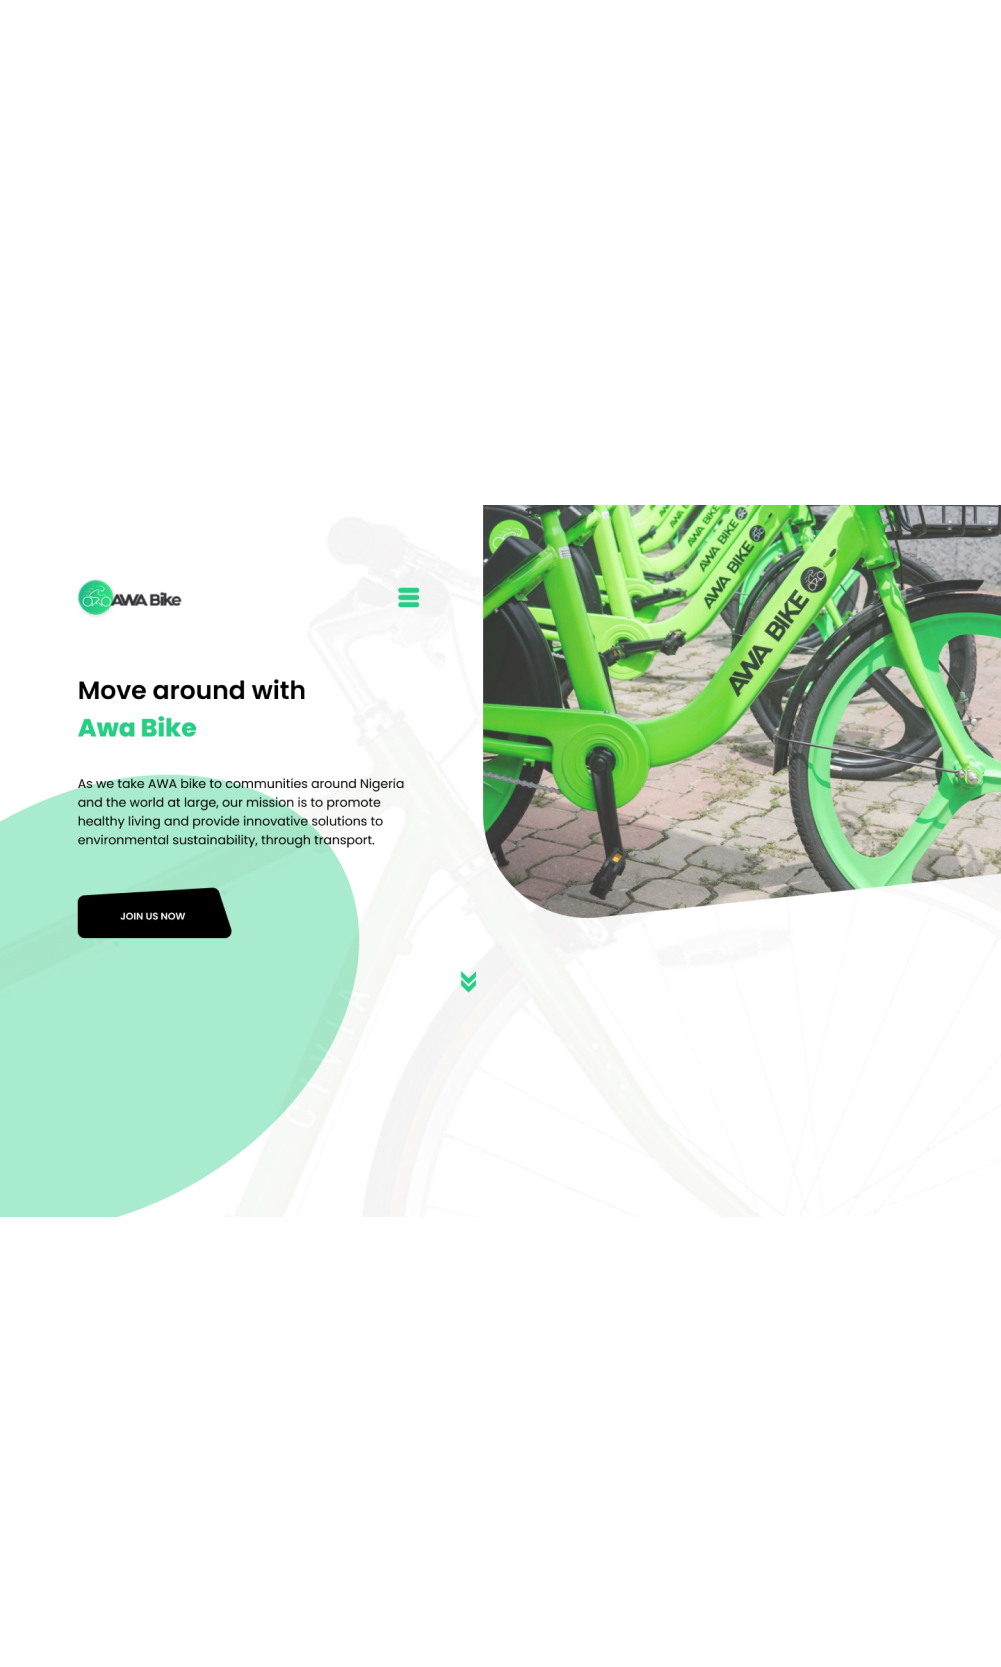 AWA Bike
Move around with
Awa Bike
As we take AWA bike to communities around Nigeria
and the world at large, our mission is to promote
healthy living and provide innovative solutions to
environmental sustainability, through transport.
JOIN US NOW
AWA BIKE
AWA BIKE
AWA BIKE
AWA BIKE
CIVIA